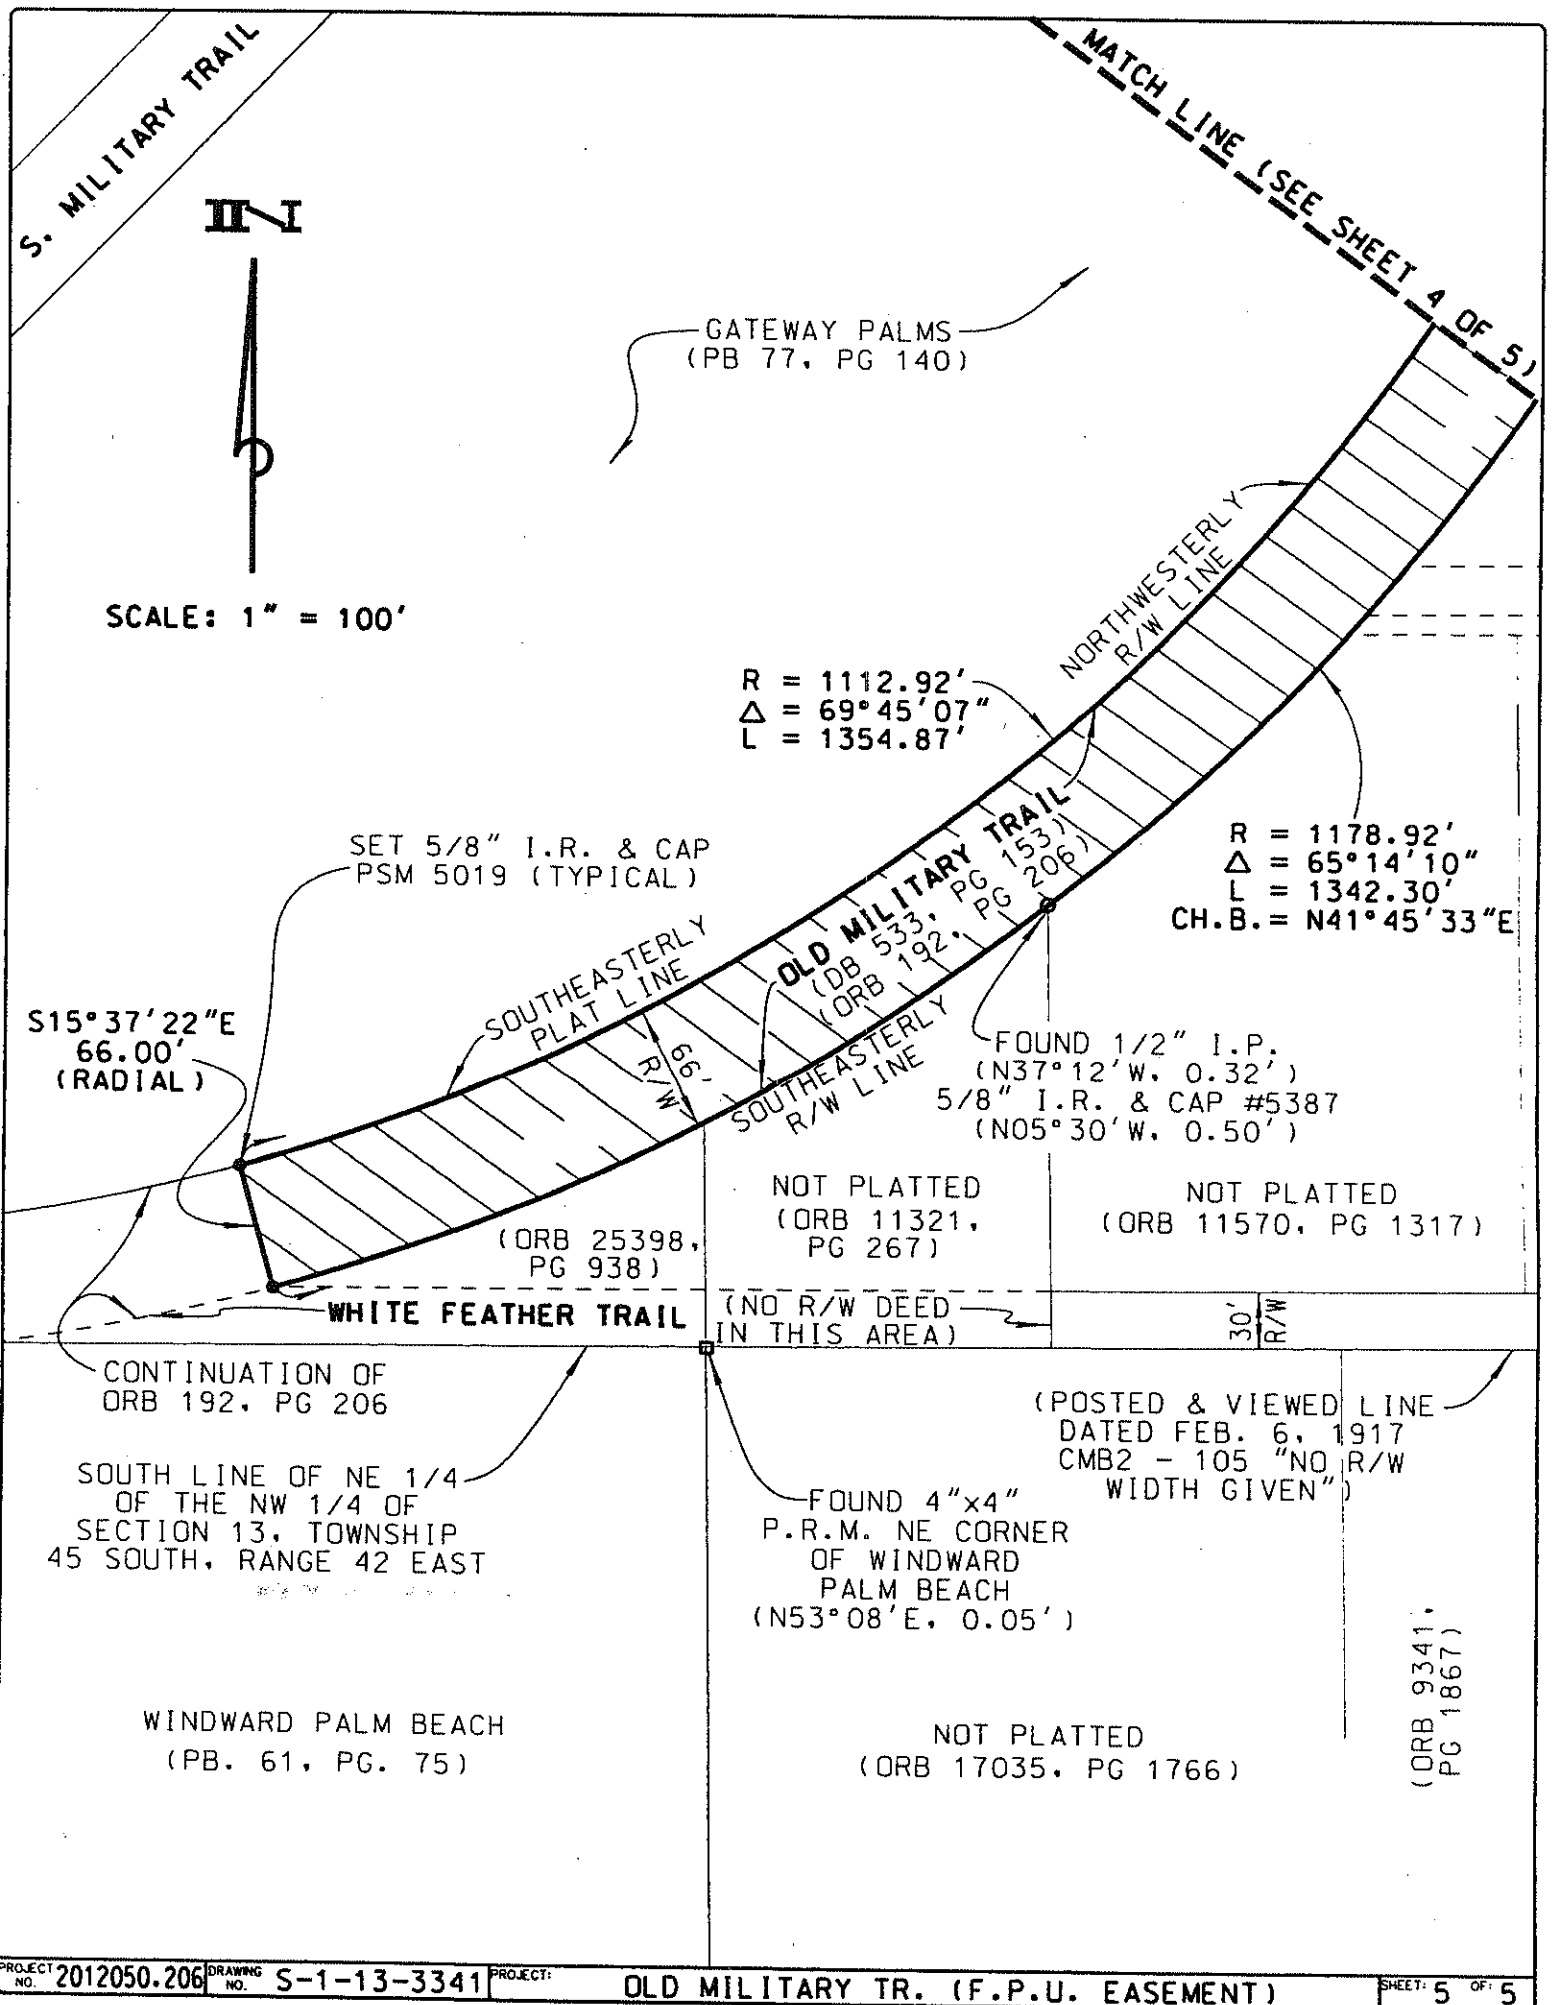 S. MILITARY TRAIL
MATCH LINE (SEE SHEET 4 OF 5)
SCALE: 1" = 100'
GATEWAY PALMS
(PB 77, PG 140)
NORTHWESTERLY
R/W LINE
R = 1112.92'
Δ = 69°45'07"
L = 1354.87'
SET 5/8" I.R. & CAP
PSM 5019 (TYPICAL)
R = 1178.92'
Δ = 65°14'10"
L = 1342.30'
CH.B.= N41°45'33"E
OLD MILITARY TRAIL
(DB 533, PG 153)
(ORB 192, PG 206)
SOUTHEASTERLY
PLAT LINE
66'
R/W
SOUTHEASTERLY
R/W LINE
S15°37'22"E
66.00'
(RADIAL)
FOUND 1/2" I.P.
(N37°12'W, 0.32')
5/8" I.R. & CAP #5387
(N05°30'W, 0.50')
NOT PLATTED
(ORB 11321,
PG 267)
NOT PLATTED
(ORB 11570, PG 1317)
(ORB 25398,
PG 938)
WHITE FEATHER TRAIL
(NO R/W DEED
IN THIS AREA)
30'
R/W
CONTINUATION OF
ORB 192, PG 206
(POSTED & VIEWED LINE
DATED FEB. 6, 1917
CMB2 - 105 "NO R/W
WIDTH GIVEN")
SOUTH LINE OF NE 1/4
OF THE NW 1/4 OF
SECTION 13, TOWNSHIP
45 SOUTH, RANGE 42 EAST
FOUND 4"x4"
P.R.M. NE CORNER
OF WINDWARD
PALM BEACH
(N53°08'E, 0.05')
(ORB 9341,
PG 1867)
WINDWARD PALM BEACH
(PB. 61, PG. 75)
NOT PLATTED
(ORB 17035, PG 1766)
PROJECT NO. 2012050.206 DRAWING NO. S-1-13-3341 PROJECT: OLD MILITARY TR. (F.P.U. EASEMENT) SHEET: 5 OF: 5